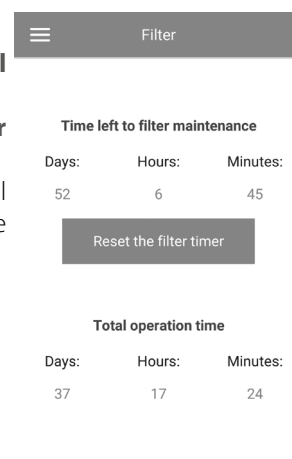 Filter
Time left to filter maintenance
Days: Hours: Minutes:
52 6 45
Reset the filter timer
Total operation time
Days: Hours: Minutes:
37 17 24